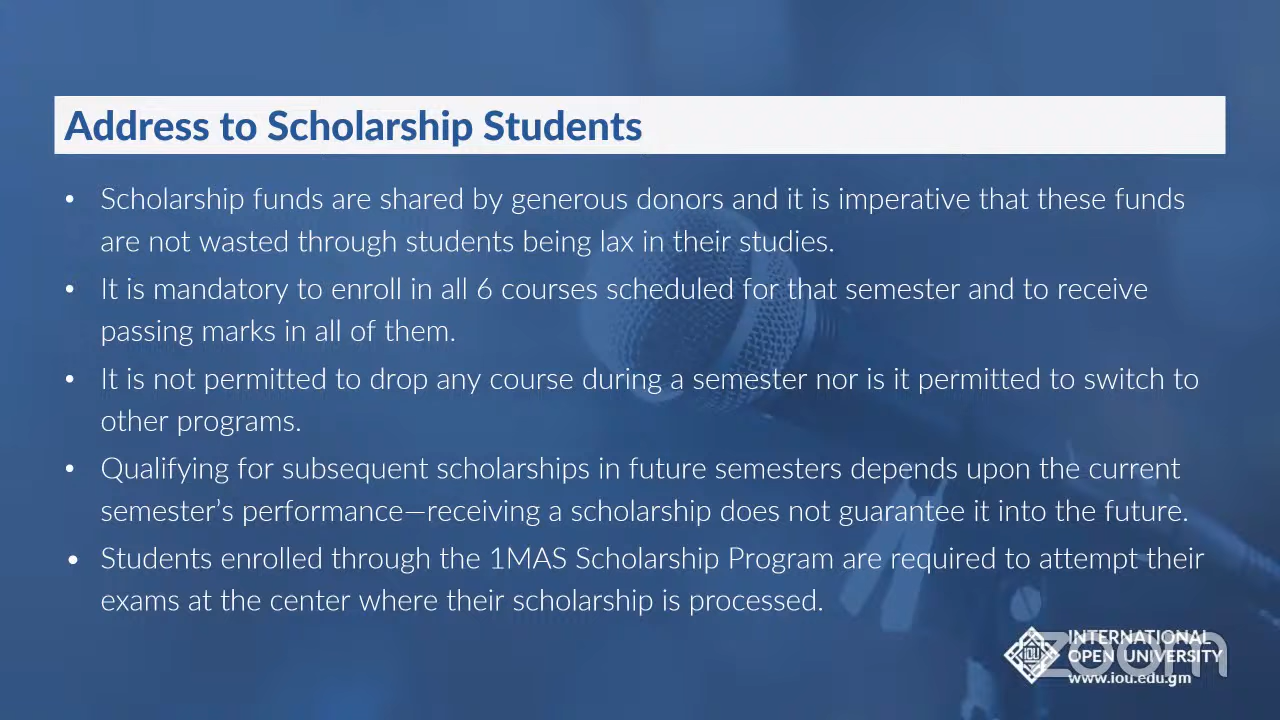 Address to Scholarship Students
• Scholarship funds are shared by generous donors and it is imperative that these funds
are not wasted through students being lax in their studies.
• It is mandatory to enroll in all 6 courses scheduled for that semester and to receive
passing marks in all of them.
• It is not permitted to drop any course during a semester nor is it permitted to switch to
other programs.
• Qualifying for subsequent scholarships in future semesters depends upon the current
semester’s performance—receiving a scholarship does not guarantee it into the future.
• Students enrolled through the 1MAS Scholarship Program are required to attempt their
exams at the center where their scholarship is processed.
IOU
INTERNATIONAL
OPEN UNIVERSITY
www.iou.edu.gm
zoom